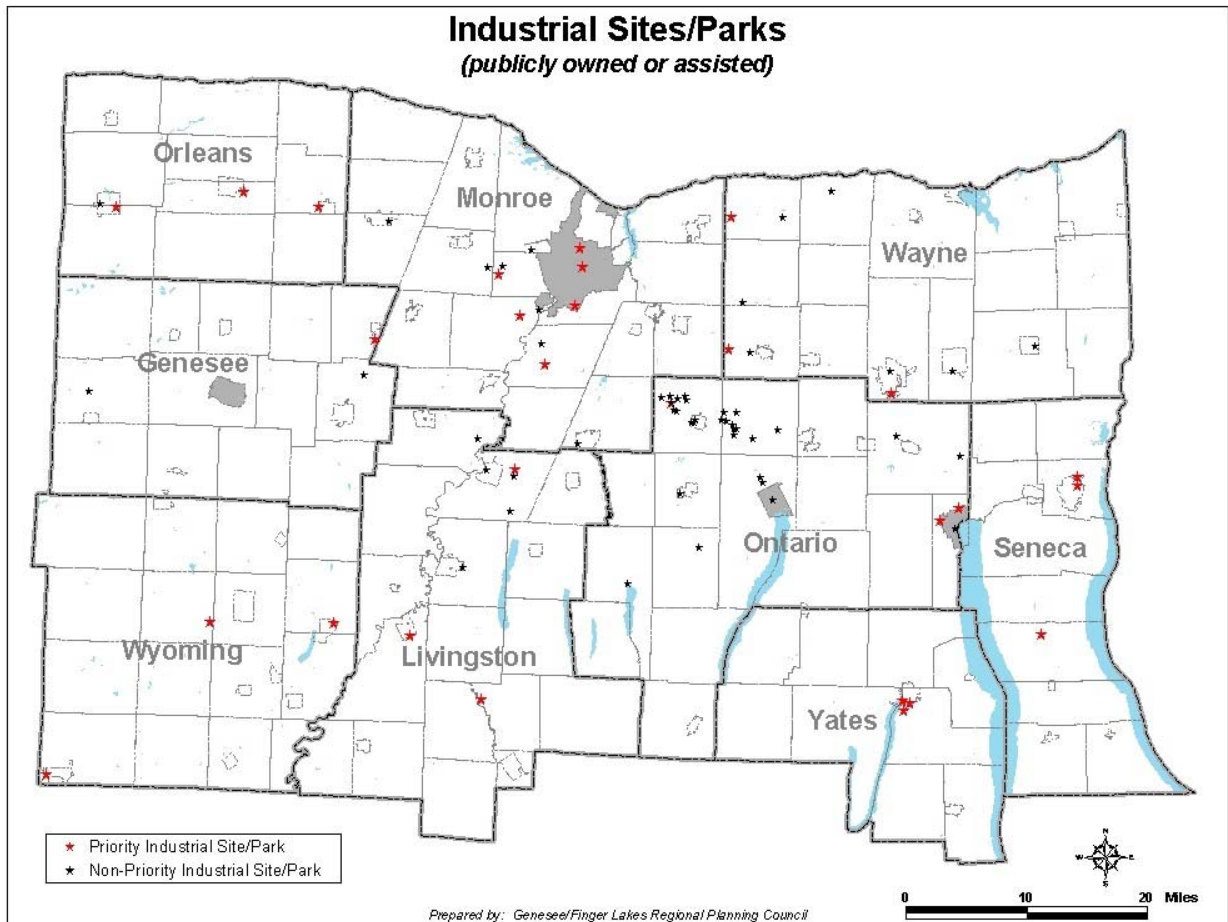 Industrial Sites/Parks
(publicly owned or assisted)
Orleans
Monroe
Wayne
Genesee
Ontario
Seneca
Wyoming
Livingston
Yates
Priority Industrial Site/Park
Non-Priority Industrial Site/Park
N
W E
S
0 10 20 Miles
Prepared by: Genesee/Finger Lakes Regional Planning Council